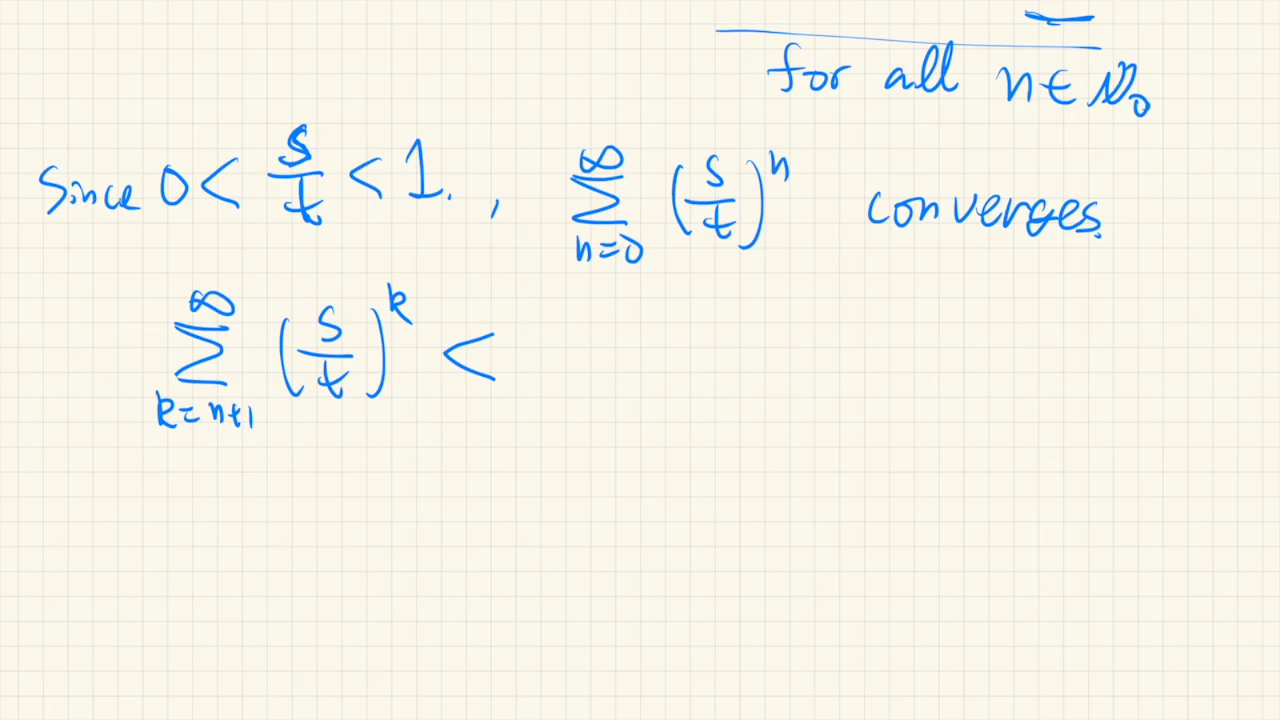 for all n ∈ ℕ₀
Since 0 < s/t < 1. , ∑_{n=0}^{∞} (s/t)^n converges.
∑_{k=n+1}^{∞} (s/t)^k <